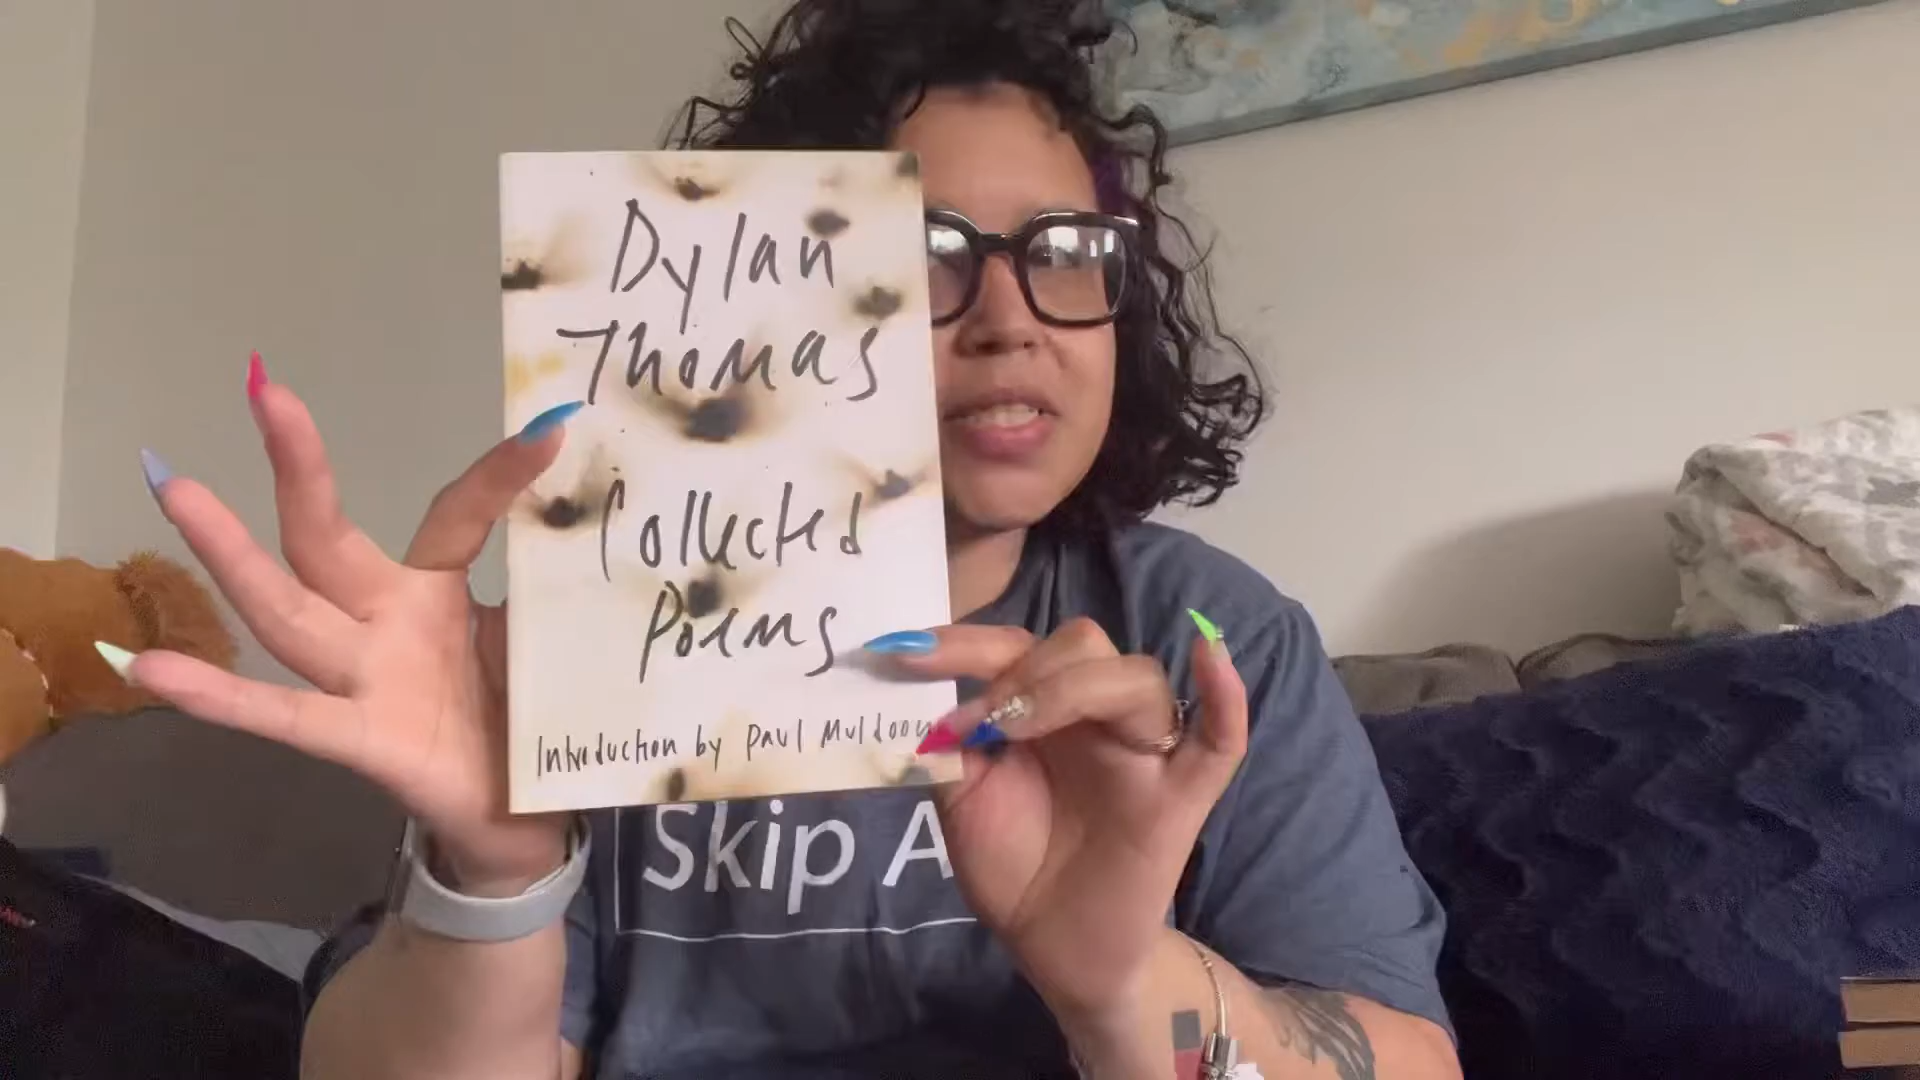 Dylan
Thomas
Collected
Poems
Introduction by Paul Muldoon
Skip A